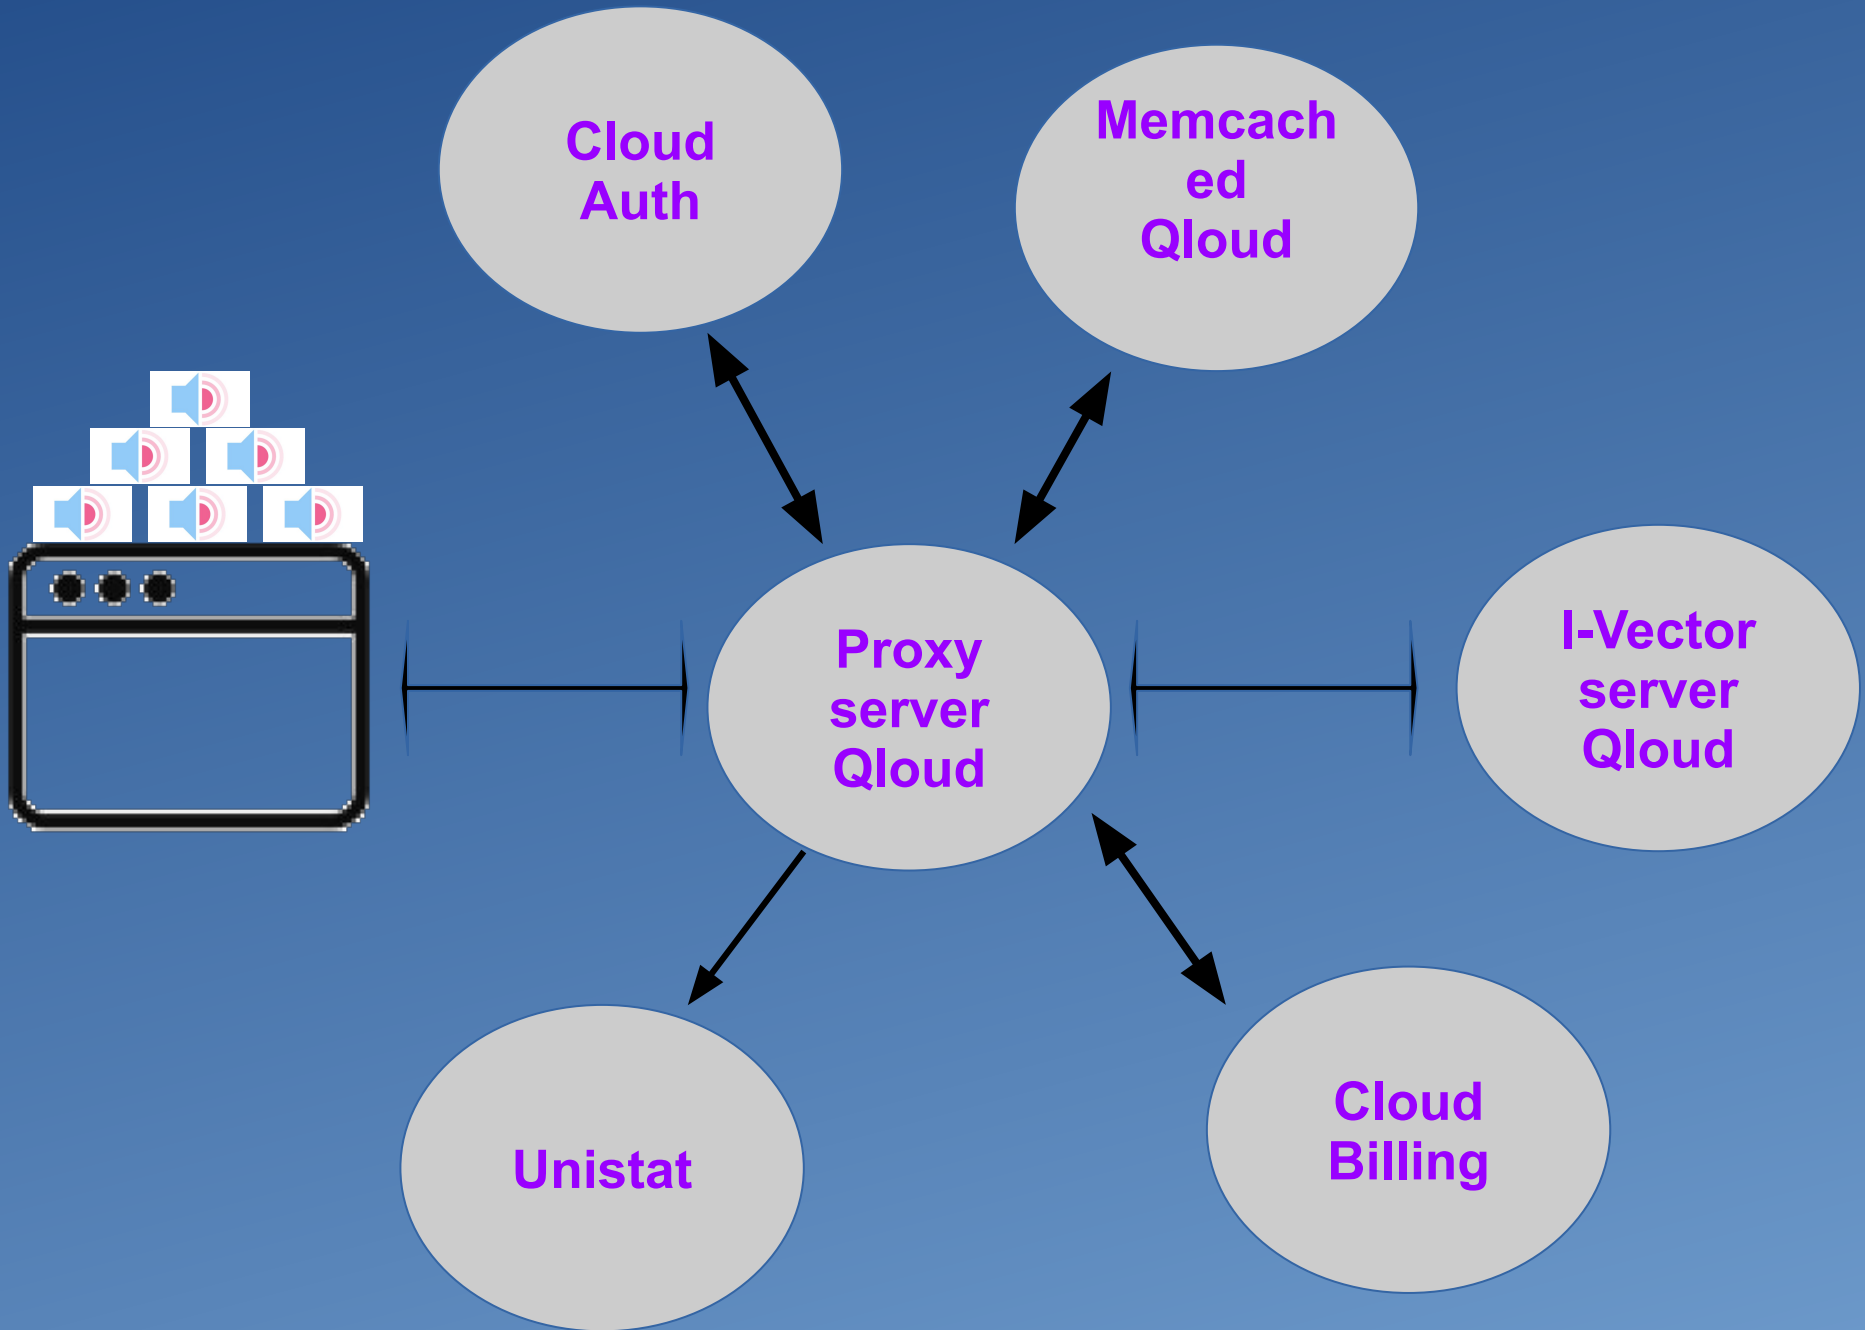 Cloud
Auth
Memcach
ed
Qloud
Proxy
server
Qloud
I-Vector
server
Qloud
Unistat
Cloud
Billing